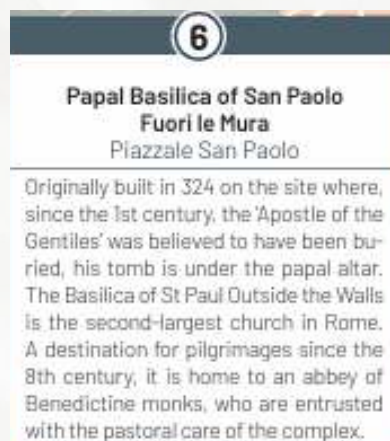 6
Papal Basilica of San Paolo
Fuori le Mura
Piazzale San Paolo
Originally built in 324 on the site where,
since the 1st century, the 'Apostle of the
Gentiles' was believed to have been bu-
ried, his tomb is under the papal altar.
The Basilica of St Paul Outside the Walls
is the second-largest church in Rome.
A destination for pilgrimages since the
8th century, it is home to an abbey of
Benedictine monks, who are entrusted
with the pastoral care of the complex.